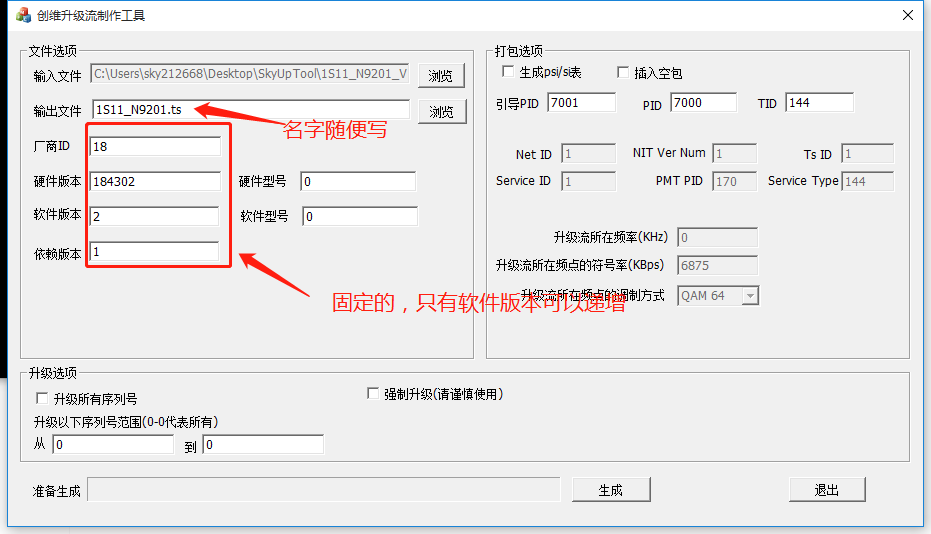 创维升级流制作工具
文件选项
输入文件 C:\Users\sky212668\Desktop\SkyUpTool\1S11_N9201_V 浏览
输出文件 1S11_N9201.ts 浏览
名字随便写
厂商ID 18
硬件版本 184302 硬件型号 0
软件版本 2 软件型号 0
依赖版本 1
固定的，只有软件版本可以递增
打包选项
生成psi/si表 插入空包
引导PID 7001 PID 7000 TID 144
Net ID 1 NIT Ver Num 1 Ts ID 1
Service ID 1 PMT PID 170 Service Type 144
升级流所在频率(KHz) 0
升级流所在频点的符号率(KBps) 6875
升级流所在频点的调制方式 QAM 64
升级选项
升级所有序列号 强制升级(请谨慎使用)
升级以下序列号范围(0-0代表所有)
从 0 到 0
准备生成 生成 退出